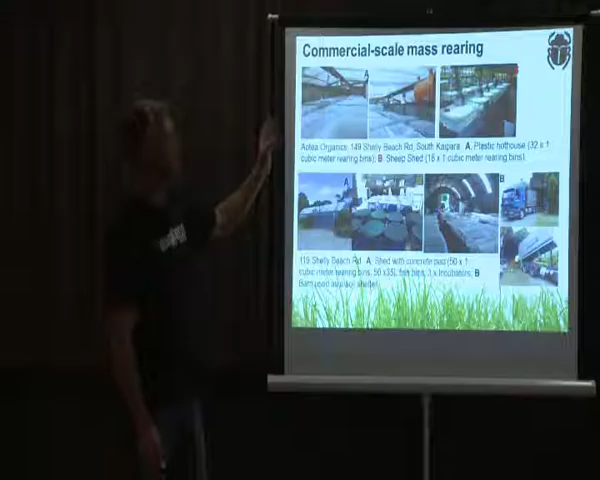 Commercial-scale mass rearing
A
Aotea Organics: 149 Shelly Beach Rd, South Kaipara A. Plastic hothouse (32 x 1
cubic meter rearing bins); B Sheep Shed (18 x 1 cubic meter rearing bins).
A
B
119 Shelly Beach Rd A. Shed with concrete pad (50 x 1
cubic meter rearing bins, 50 x35L fish bins, 3 x Incubators; B
Barn used as also shelter